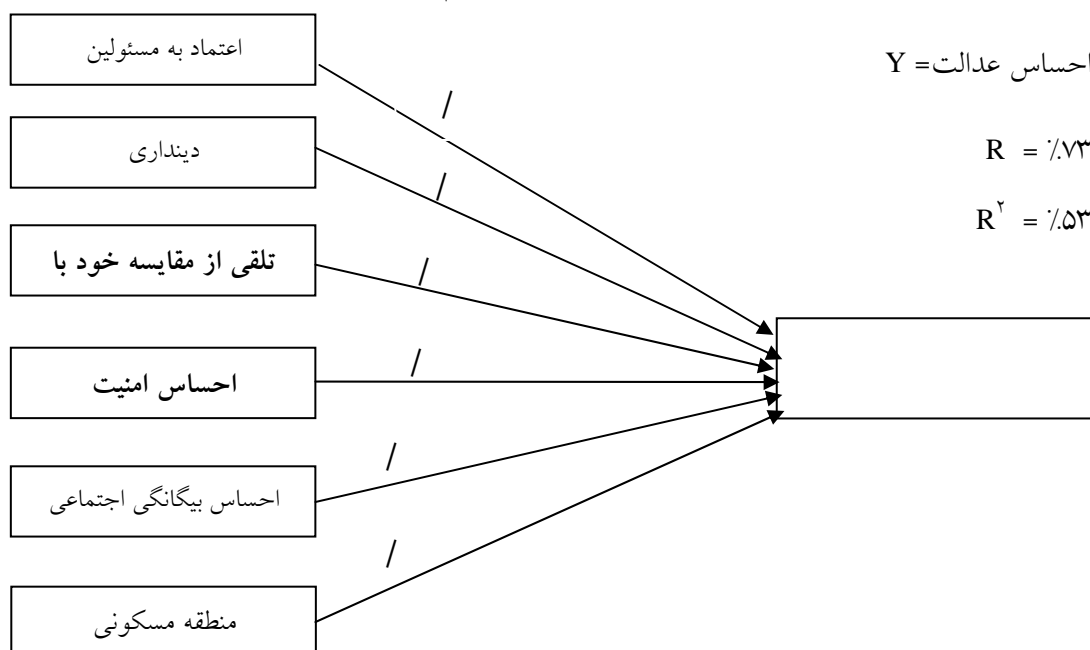 اعتماد به مسئولین
احساس عدالت= Y
دینداری
R = ٪۷۳
R۲ = ٪۵۳
تلقی از مقایسه خود با
احساس امنیت
احساس بیگانگی اجتماعی
منطقه مسکونی
/
/
/
/
/
/